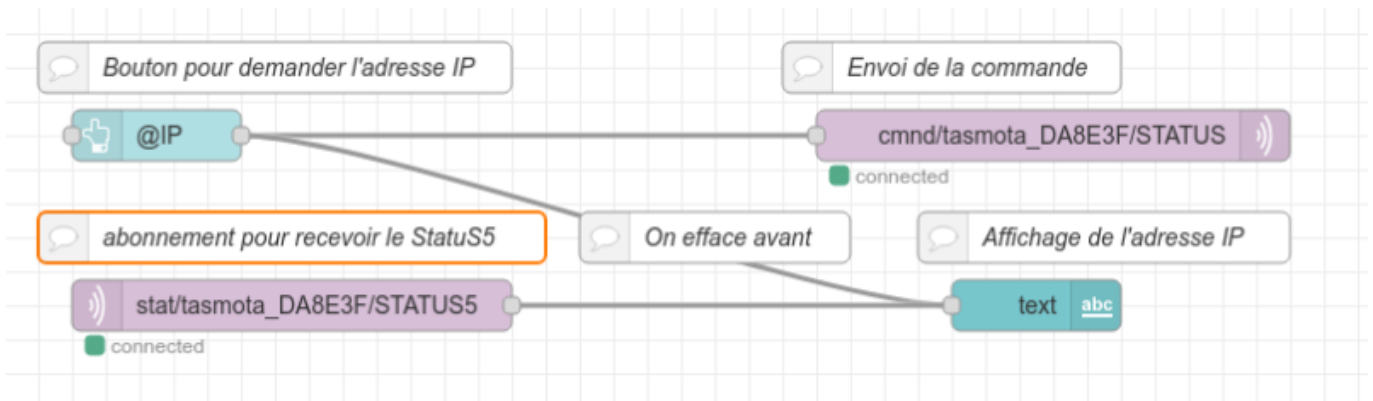 Bouton pour demander l'adresse IP
Envoi de la commande
@IP
cmnd/tasmota_DA8E3F/STATUS
connected
abonnement pour recevoir le StatuS5
On efface avant
Affichage de l'adresse IP
stat/tasmota_DA8E3F/STATUS5
text
abc
connected